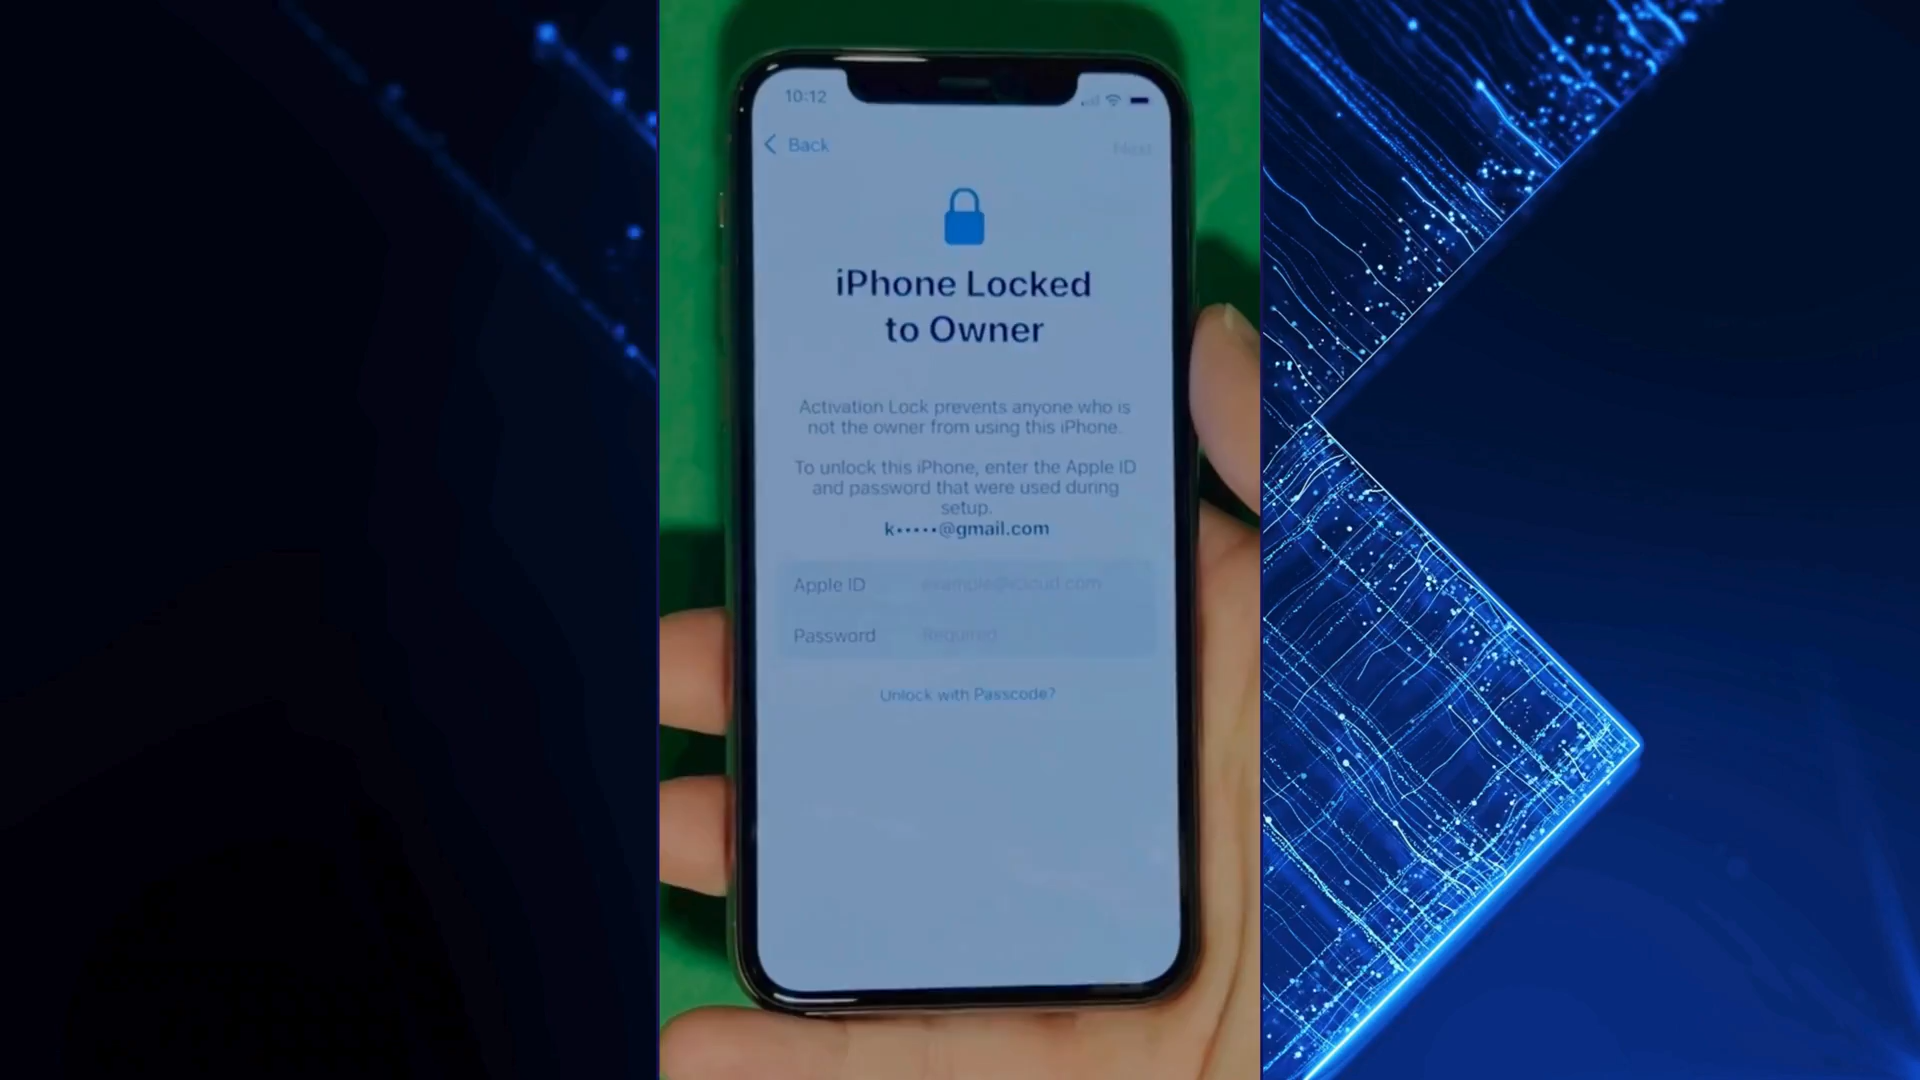 10:12
Back
Next
iPhone Locked
to Owner
Activation Lock prevents anyone who is
not the owner from using this iPhone.
To unlock this iPhone, enter the Apple ID
and password that were used during
setup.
k•••••@gmail.com
Apple ID example@icloud.com
Password Required
Unlock with Passcode?